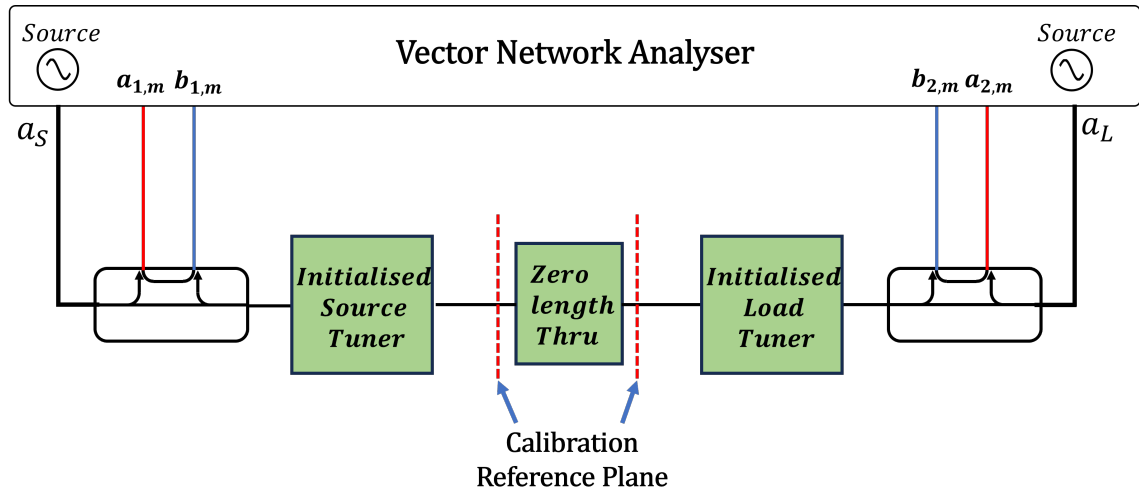 Source
Vector Network Analyser
Source
a1,m b1,m
b2,m a2,m
aS
aL
Initialised
Source
Tuner
Zero
length
Thru
Initialised
Load
Tuner
Calibration
Reference Plane